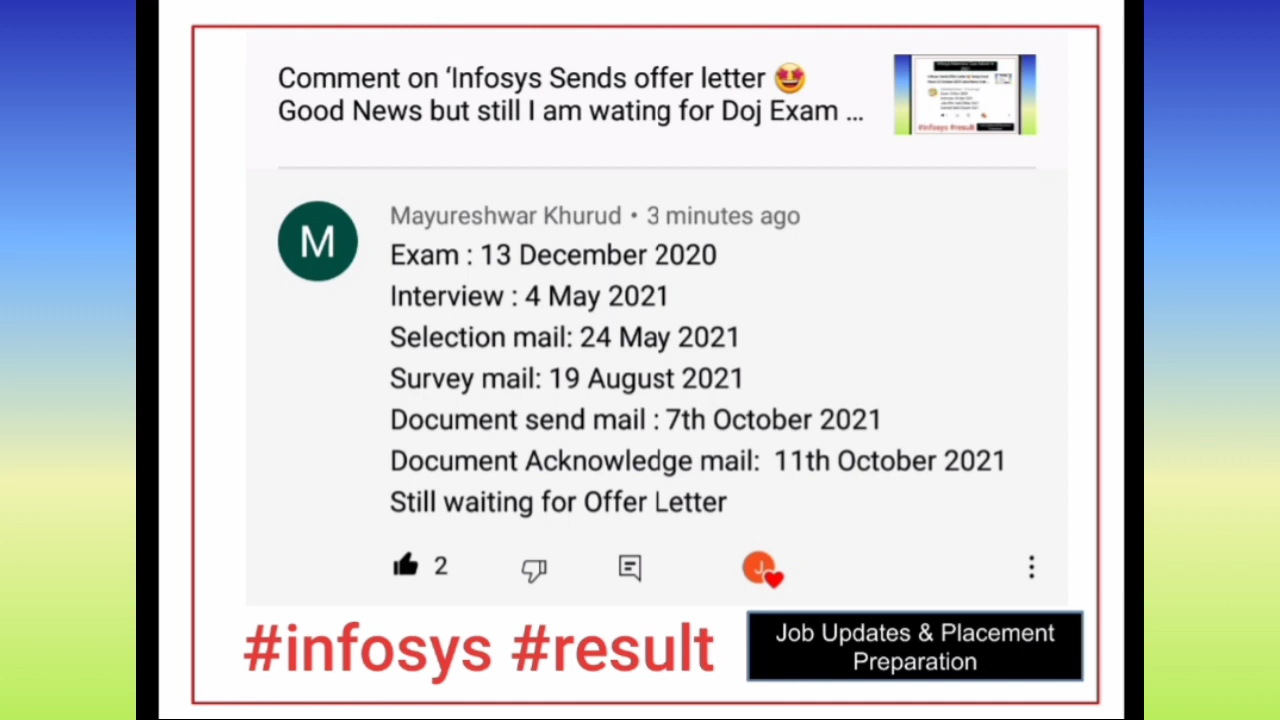 Comment on ‘Infosys Sends offer letter 🤩
Good News but still I am wating for Doj Exam ...
M
Mayureshwar Khurud • 3 minutes ago
Exam : 13 December 2020
Interview : 4 May 2021
Selection mail: 24 May 2021
Survey mail: 19 August 2021
Document send mail : 7th October 2021
Document Acknowledge mail:  11th October 2021
Still waiting for Offer Letter
2
J
#infosys #result
Job Updates & Placement
Preparation
#infosys #result